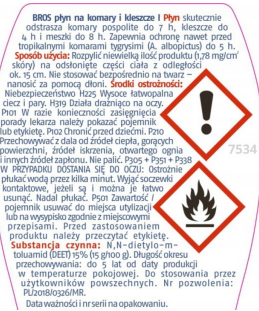 BROS płyn na komary i kleszcze I Płyn skutecznie
odstrasza komary pospolite do 7 h, kleszcze do
4 h i meszki do 8 h. Zapewnia ochronę nawet przed
tropikalnymi komarami tygrysimi (A. albopictus) do 5 h.
Sposób użycia: Rozpylić niewielką ilość produktu (1,78 mg/cm²
skóry) na odsłonięte części ciała z odległości
ok. 15 cm. Nie stosować bezpośrednio na twarz –
nanosić za pomocą dłoni. Środki ostrożności:
Niebezpieczeństwo H225 Wysoce łatwopalna
ciecz i pary. H319 Działa drażniąco na oczy.
P101 W razie konieczności zasięgnięcia
porady lekarza należy pokazać pojemnik
lub etykietę. P102 Chronić przed dziećmi. P210
Przechowywać z dala od źródeł ciepła, gorących
powierzchni, źródeł iskrzenia, otwartego ognia
i innych źródeł zapłonu. Nie palić. P305 + P351 + P338
W PRZYPADKU DOSTANIA SIĘ DO OCZU: Ostrożnie
płukać wodą przez kilka minut. Wyjąć soczewki
kontaktowe, jeżeli są i można je łatwo
usunąć. Nadal płukać. P501 Zawartość /
pojemnik usuwać do miejsca utylizacji
lub na wysypisko zgodnie z miejscowymi
przepisami. Przed zastosowaniem
produktu należy przeczytać etykietę.
Substancja czynna: N,N-dietylo-m-
toluamid (DEET) 15% (15 g/100 g). Długość okresu
przechowywania: do 5 lat od daty produkcji
w temperaturze pokojowej. Do stosowania przez
użytkowników powszechnych. Nr pozwolenia:
PL/2018/0326/MR.
Data ważności i nr serii na opakowaniu.
7534